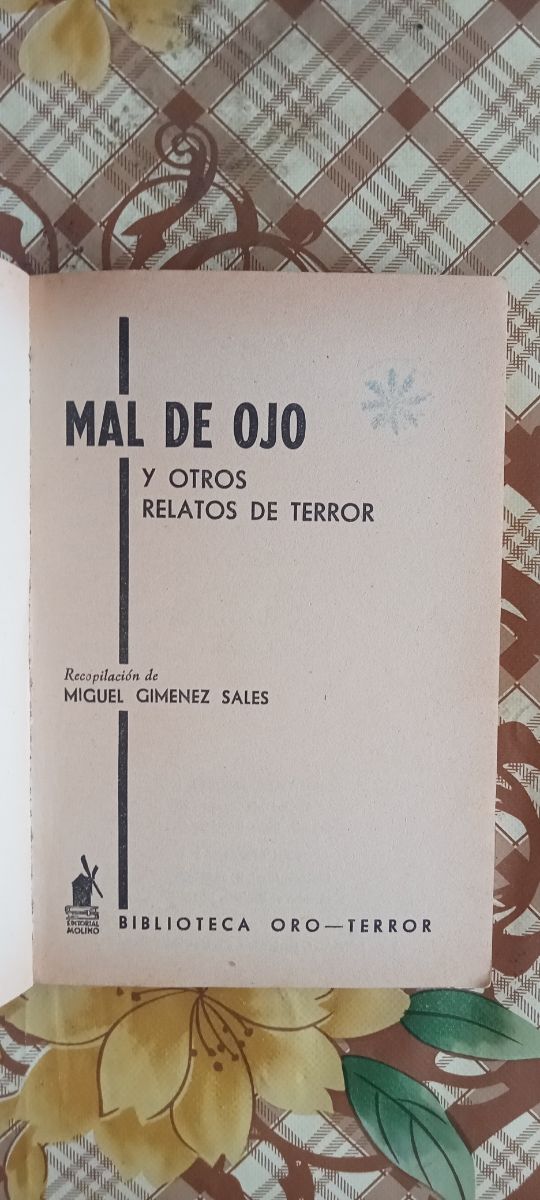 MAL DE OJO
Y OTROS
RELATOS DE TERROR
Recopilación de
MIGUEL GIMENEZ SALES
EDITORIAL
MOLINO
BIBLIOTECA ORO—TERROR